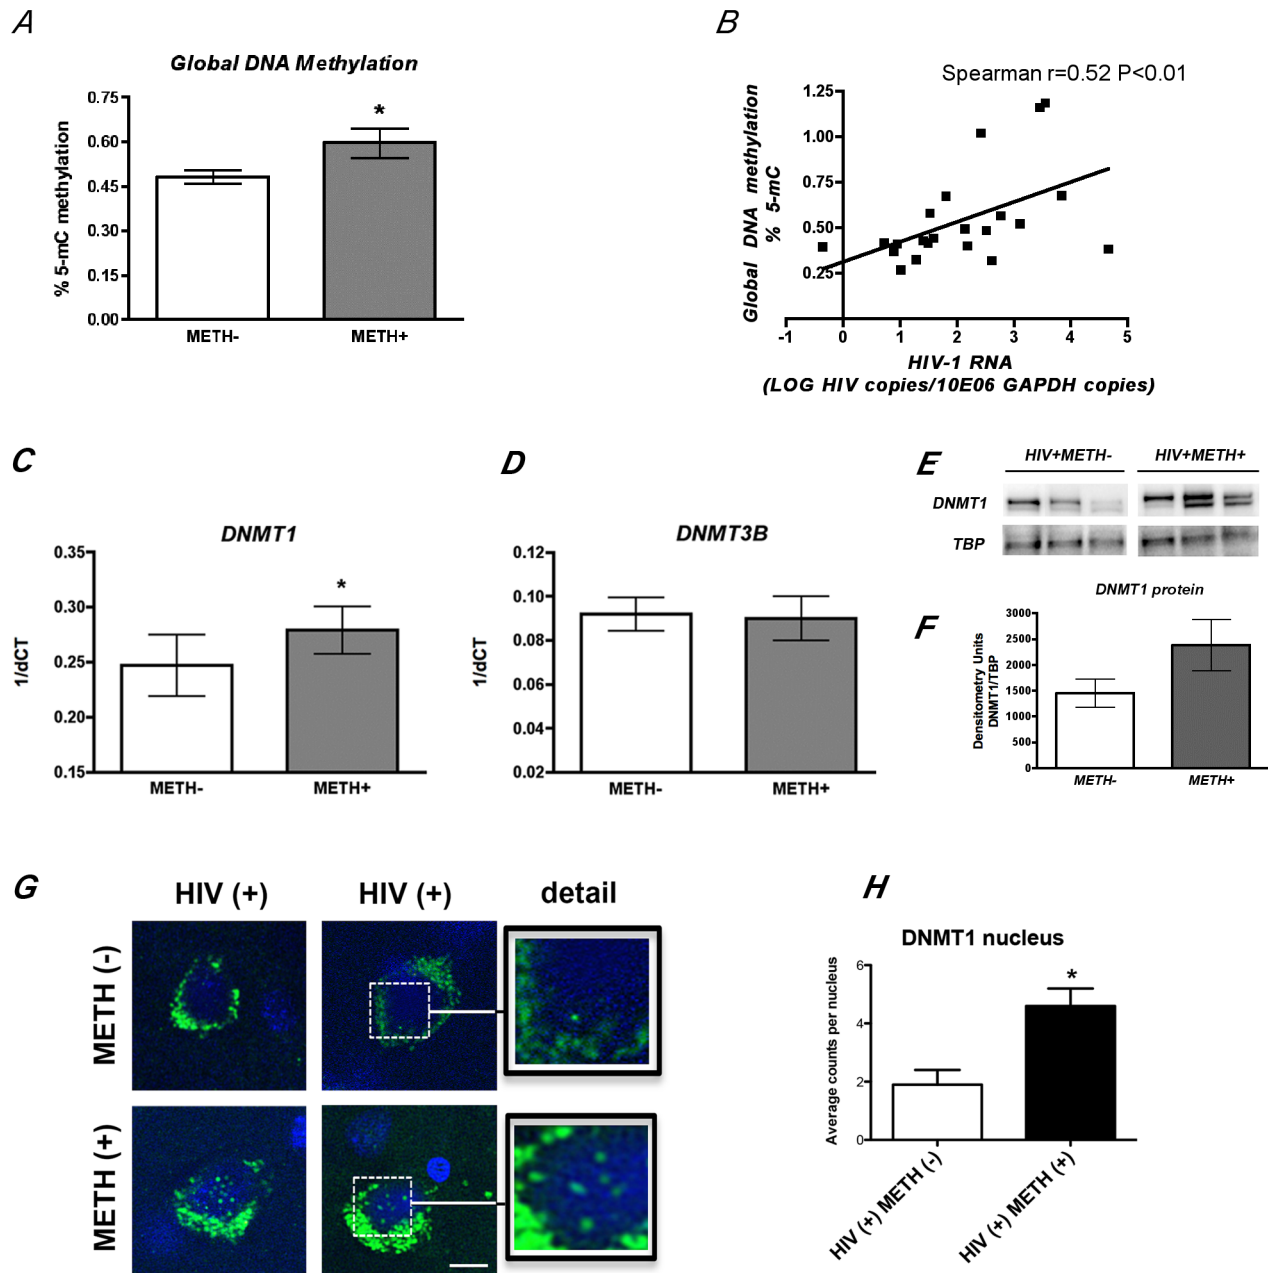 A
Global DNA Methylation
% 5-mC methylation
0.75
0.60
0.45
0.30
0.15
0.00
*
METH-
METH+
B
Spearman r=0.52 P<0.01
Global DNA methylation
% 5-mC
1.25
1.00
0.75
0.50
0.25
-1 0 1 2 3 4 5
HIV-1 RNA
(LOG HIV copies/10E06 GAPDH copies)
C
DNMT1
1/dCT
0.35
0.30
0.25
0.20
0.15
*
METH-
METH+
D
DNMT3B
1/dCT
0.12
0.10
0.08
0.06
0.04
0.02
METH-
METH+
E
HIV+METH-
HIV+METH+
DNMT1
TBP
F
DNMT1 protein
Densitometry Units
DNMT1/TBP
3000
2500
2000
1500
1000
500
0
METH-
METH+
G
HIV (+)
HIV (+)
detail
METH (-)
METH (+)
H
DNMT1 nucleus
Average counts per nucleus
6
4
2
0
*
HIV (+) METH (-)
HIV (+) METH (+)